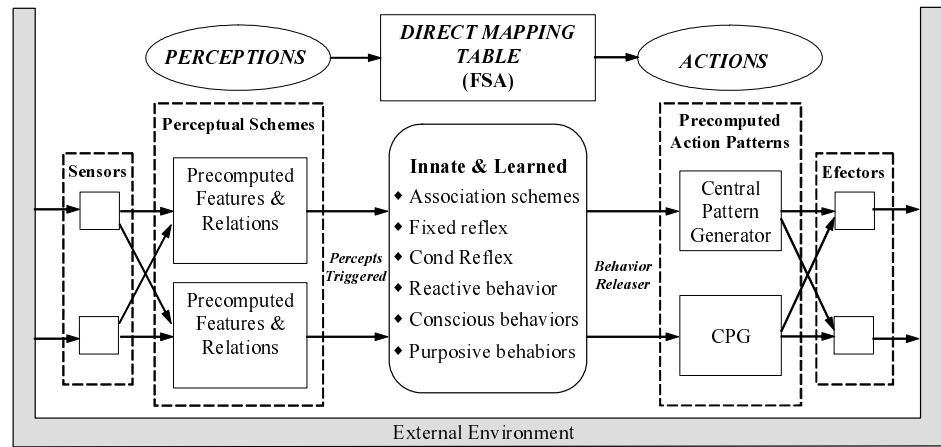 PERCEPTIONS
DIRECT MAPPING
TABLE
(FSA)
ACTIONS
Perceptual Schemes
Precomputed
Action Patterns
Sensors
Efectors
Precomputed
Features &
Relations
Precomputed
Features &
Relations
Percepts
Triggered
Innate & Learned
◆ Association schemes
◆ Fixed reflex
◆ Cond Reflex
◆ Reactive behavior
◆ Conscious behaviors
◆ Purposive behabiors
Behavior
Releaser
Central
Pattern
Generator
CPG
External Environment